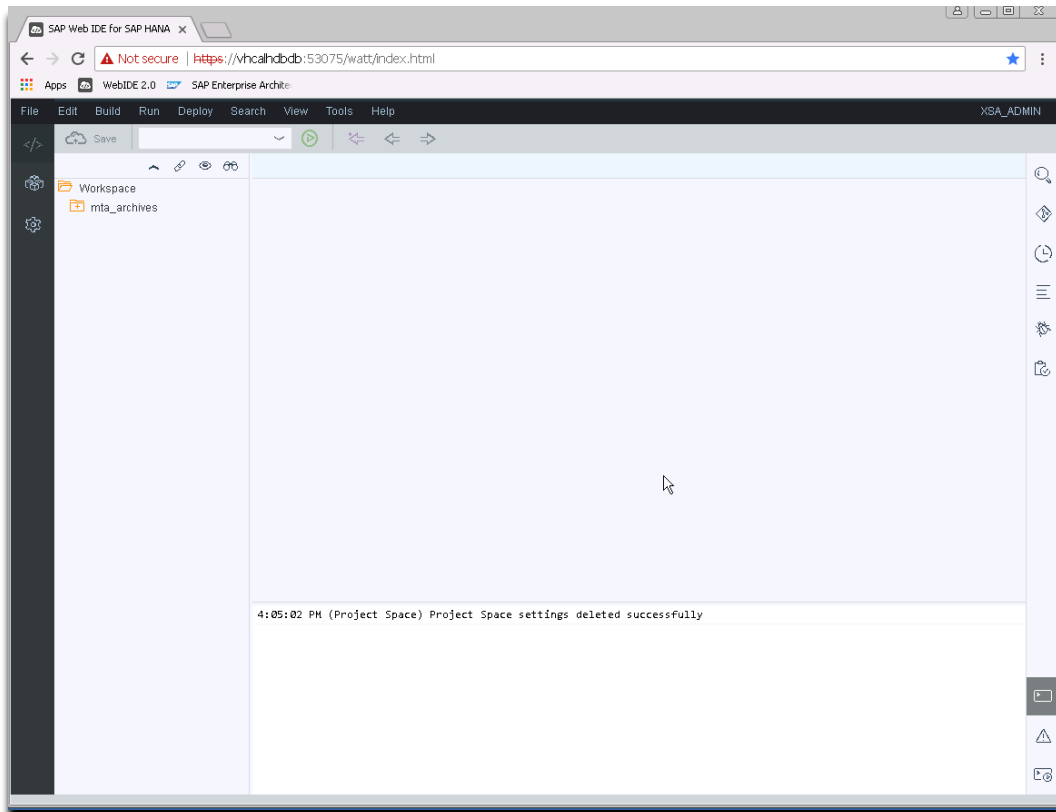 SAP Web IDE for SAP HANA
Not secure | https://vhcalhdbdb:53075/watt/index.html
Apps WebIDE 2.0 SAP Enterprise Archite
File Edit Build Run Deploy Search View Tools Help XSA_ADMIN
Save
Workspace
mta_archives
4:05:02 PM (Project Space) Project Space settings deleted successfully